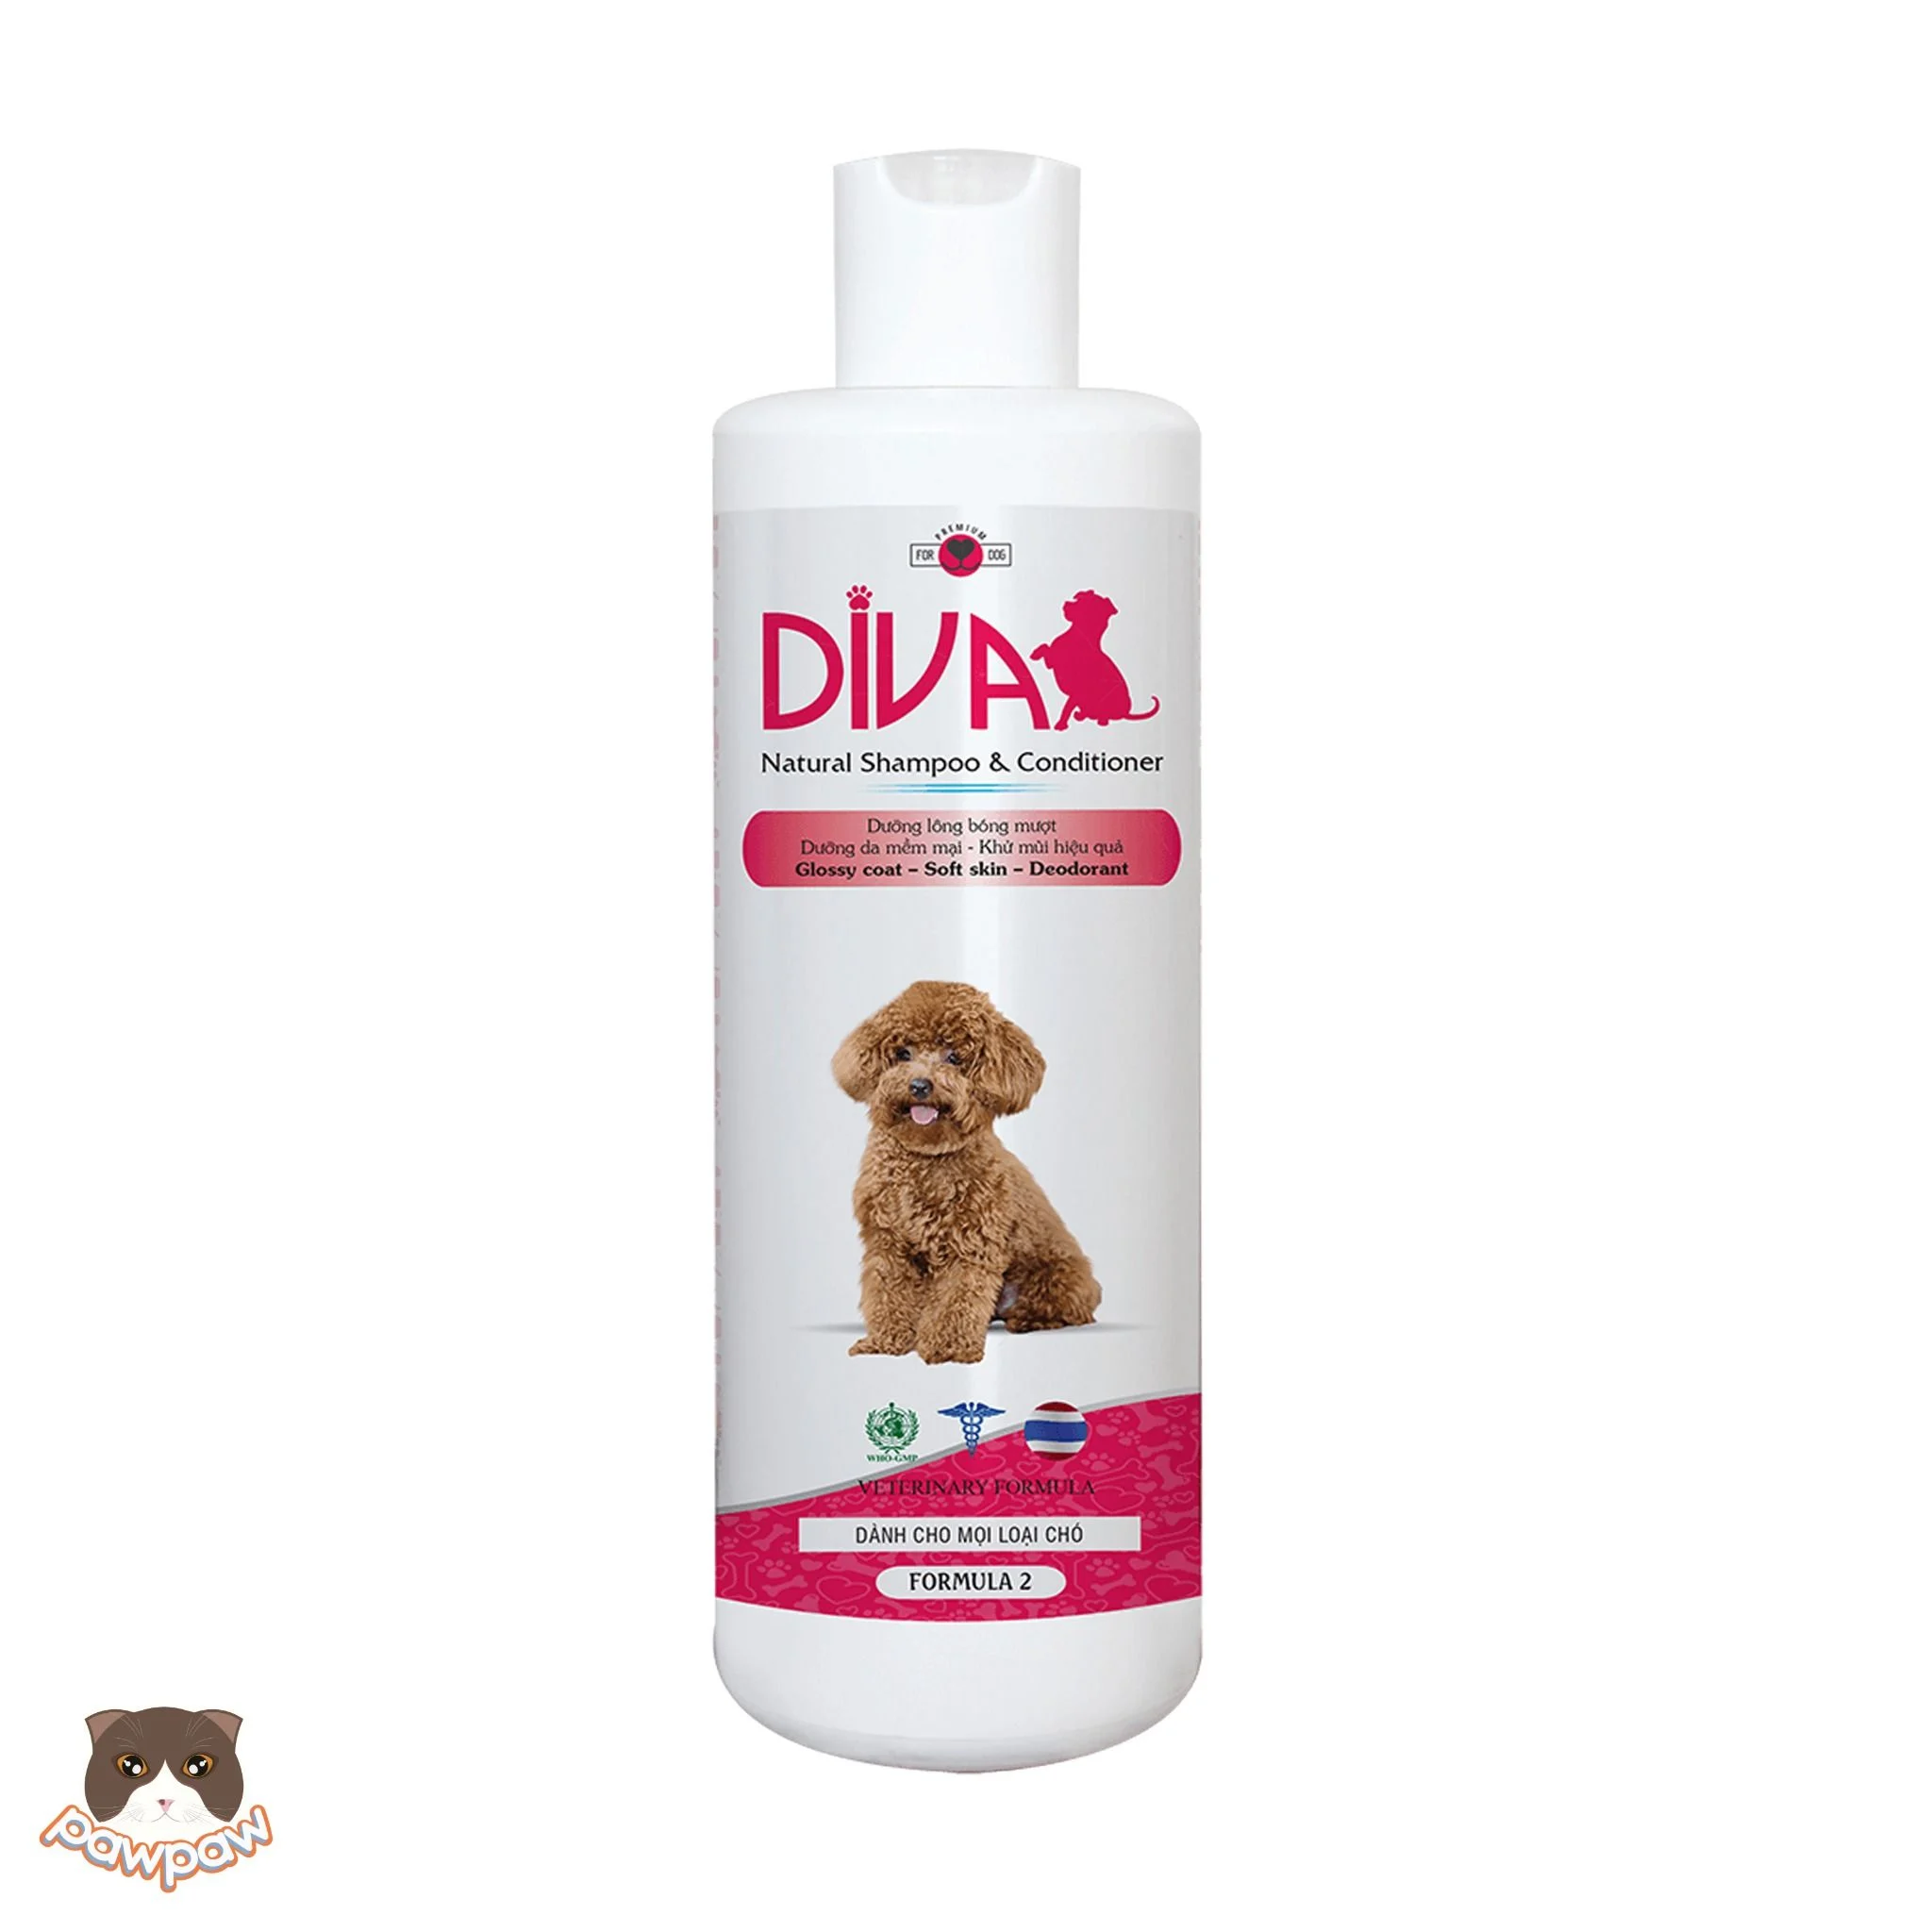 PREMIUM
FOR DOG
DIVA
Natural Shampoo & Conditioner
Dưỡng lông bóng mượt
Dưỡng da mềm mại - Khử mùi hiệu quả
Glossy coat – Soft skin – Deodorant
WHO-GMP
VETERINARY FORMULA
DÀNH CHO MỌI LOẠI CHÓ
FORMULA 2
pawpaw